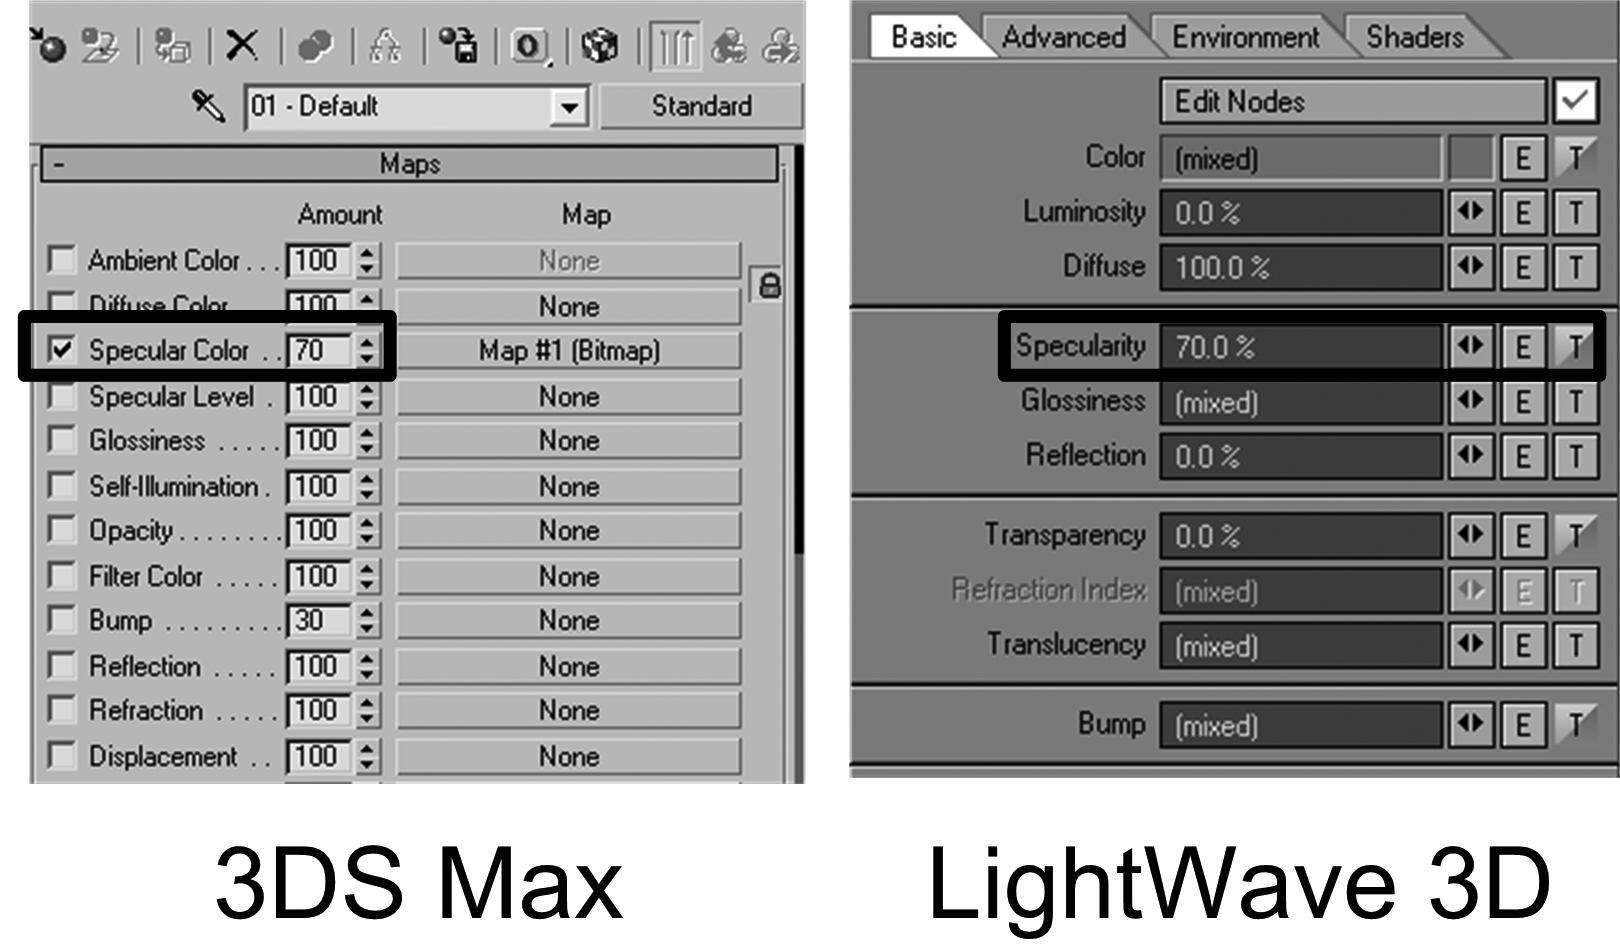 01 - Default
Standard
- Maps
Amount Map
Ambient Color . . . 100 None
Diffuse Color 100 None
Specular Color . . 70 Map #1 (Bitmap)
Specular Level . 100 None
Glossiness . . . . . 100 None
Self-Illumination . 100 None
Opacity . . . . . . . . 100 None
Filter Color . . . . . 100 None
Bump . . . . . . . . . 30 None
Reflection . . . . . 100 None
Refraction . . . . . 100 None
Displacement . . 100 None
3DS Max
Basic Advanced Environment Shaders
Edit Nodes
Color (mixed) E T
Luminosity 0.0 % E T
Diffuse 100.0 % E T
Specularity 70.0 % E T
Glossiness (mixed) E T
Reflection 0.0 % E T
Transparency 0.0 % E T
Refraction Index (mixed) E T
Translucency (mixed) E T
Bump (mixed) E T
LightWave 3D